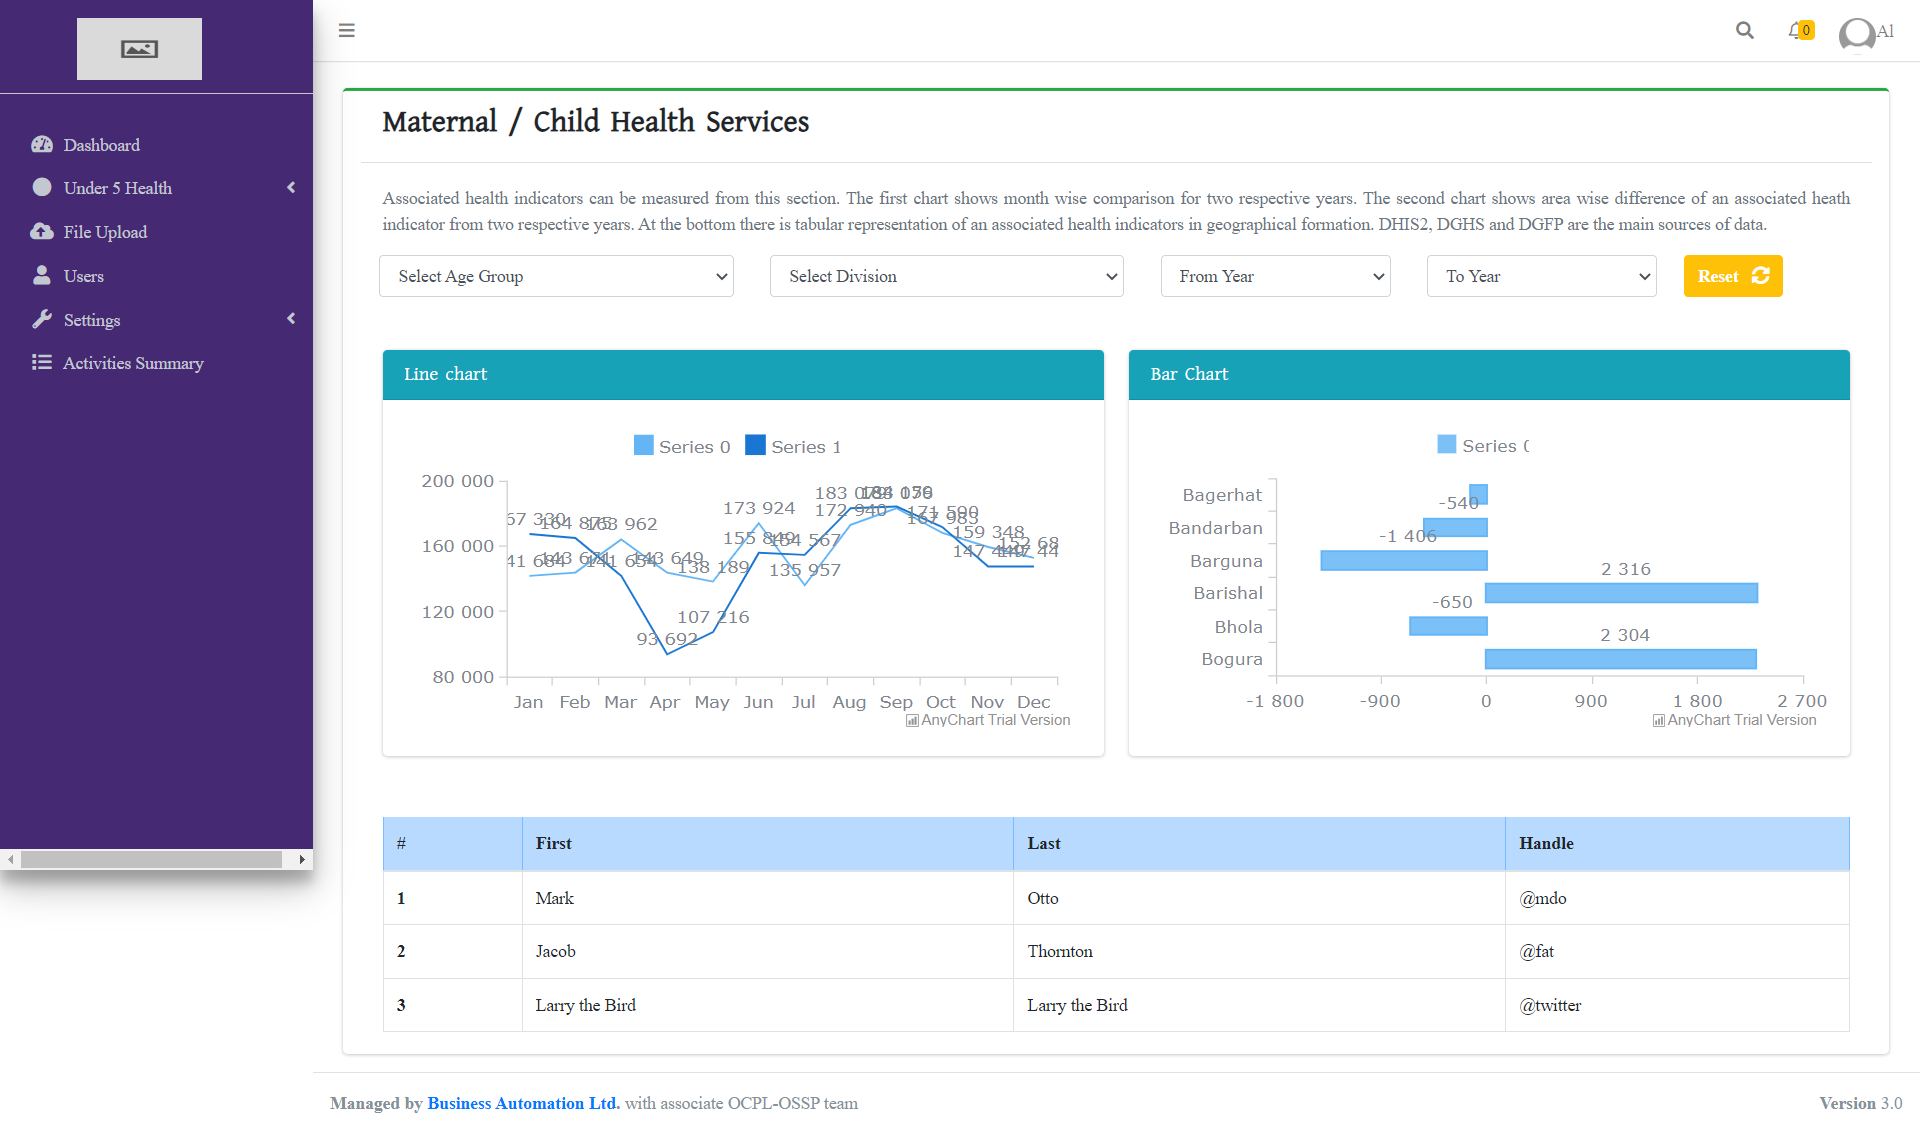 0
Al
Dashboard
Under 5 Health
File Upload
Users
Settings
Activities Summary
Maternal / Child Health Services
Associated health indicators can be measured from this section. The first chart shows month wise comparison for two respective years. The second chart shows area wise difference of an associated heath
indicator from two respective years. At the bottom there is tabular representation of an associated health indicators in geographical formation. DHIS2, DGHS and DGFP are the main sources of data.
Select Age Group
Select Division
From Year
To Year
Reset
Line chart
Series 0 Series 1
200 000
160 000
120 000
80 000
67 330
164 875
163 962
41 684
143 671
141 654
143 649
138 189
93 692
107 216
173 924
155 849
154 567
135 957
172 940
171 590
167 983
159 348
147 449
Jan Feb Mar Apr May Jun Jul Aug Sep Oct Nov Dec
AnyChart Trial Version
Bar Chart
Series
Bagerhat
-540
Bandarban
-1 406
Barguna
2 316
Barishal
-650
Bhola
2 304
Bogura
-1 800 -900 0 900 1 800 2 700
AnyChart Trial Version
# First Last Handle
1 Mark Otto @mdo
2 Jacob Thornton @fat
3 Larry the Bird Larry the Bird @twitter
Managed by Business Automation Ltd. with associate OCPL-OSSP team
Version 3.0